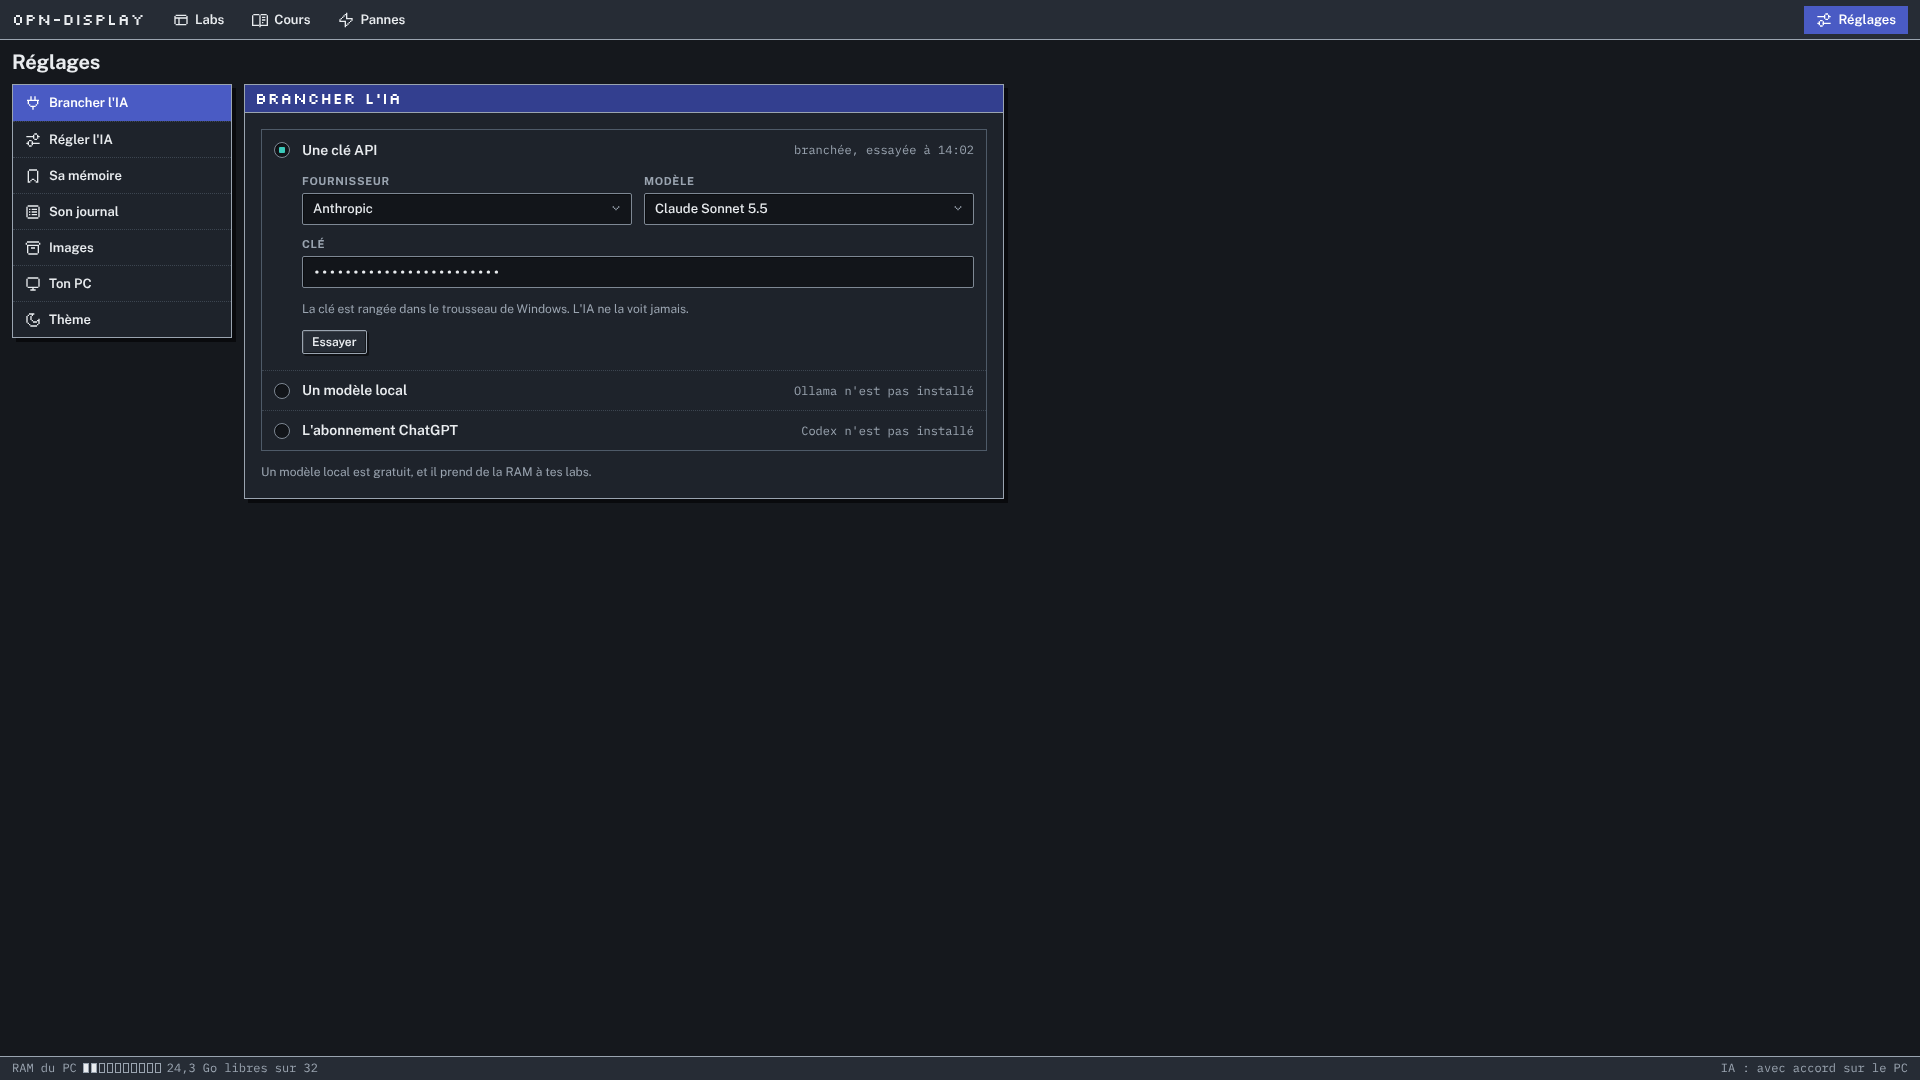 OPN-DISPLAY Labs Cours Pannes Réglages
Réglages
Brancher l'IA
Régler l'IA
Sa mémoire
Son journal
Images
Ton PC
Thème
BRANCHER L'IA
Une clé API branchée, essayée à 14:02
FOURNISSEUR MODÈLE
Anthropic Claude Sonnet 5.5
CLÉ
••••••••••••••••••••••••
La clé est rangée dans le trousseau de Windows. L'IA ne la voit jamais.
Essayer
Un modèle local Ollama n'est pas installé
L'abonnement ChatGPT Codex n'est pas installé
Un modèle local est gratuit, et il prend de la RAM à tes labs.
RAM du PC 24,3 Go libres sur 32 IA : avec accord sur le PC